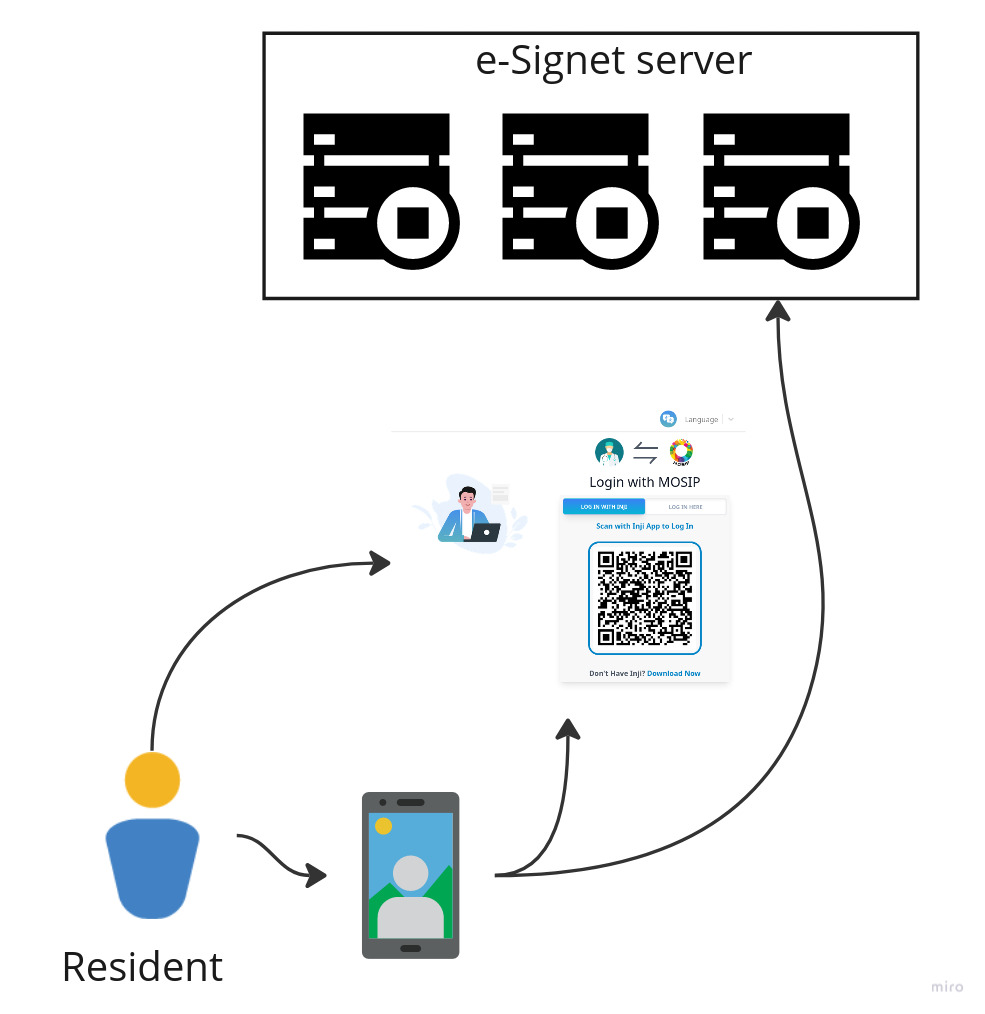 e-Signet server
Language
Login with MOSIP
LOG IN WITH INJI
LOG IN HERE
Scan with Inji App to Log In
Don't Have Inji? Download Now
Resident
miro